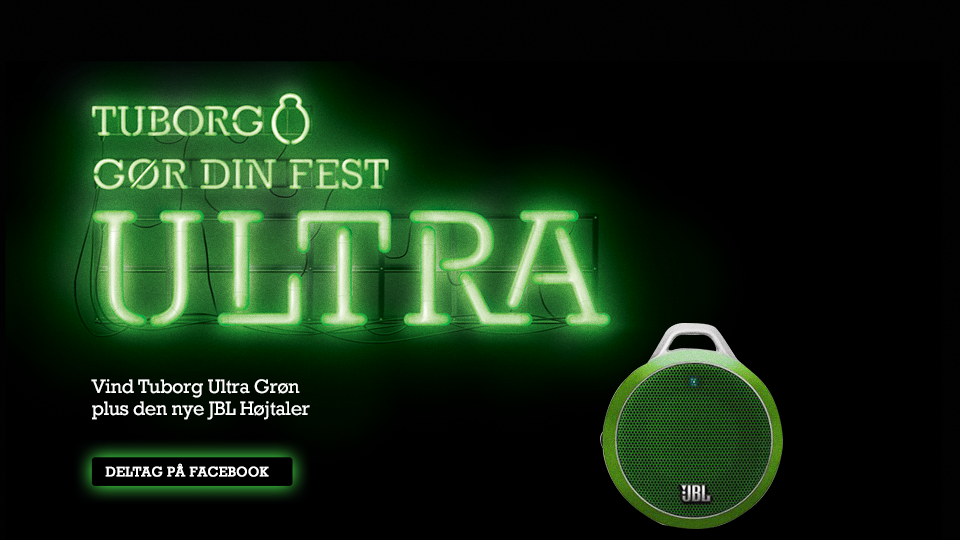 TUBORG
GØR DIN FEST
ULTRA
Vind Tuborg Ultra Grøn
plus den nye JBL Højtaler
DELTAG PÅ FACEBOOK
JBL